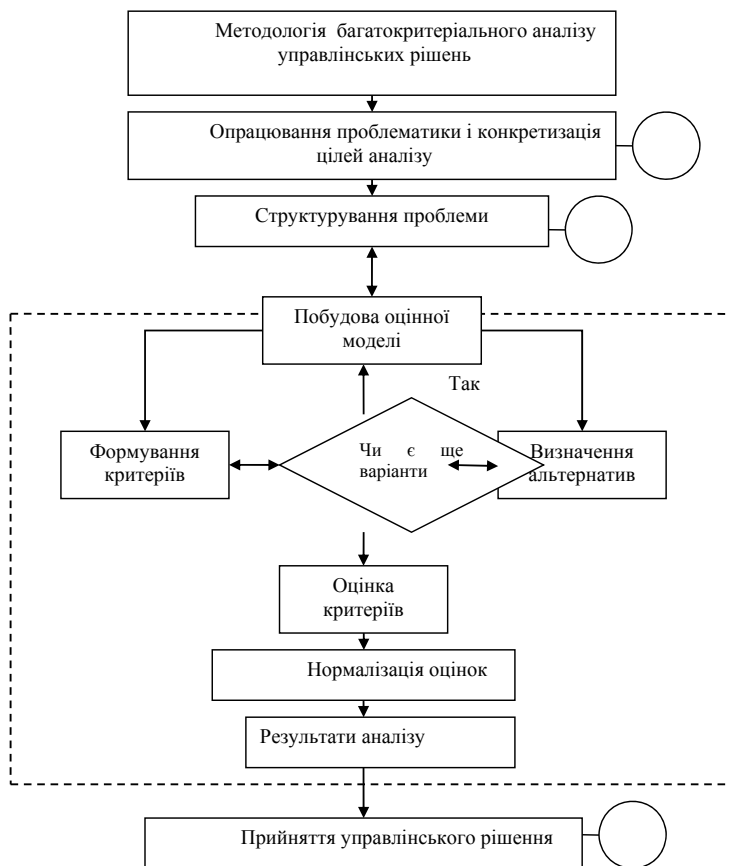 Методологія багатокритеріального аналізу
управлінських рішень
Опрацювання проблематики і конкретизація
цілей аналізу
Структурування проблеми
Побудова оцінної
моделі
Так
Формування
критеріїв
Чи є ще
варіанти
Визначення
альтернатив
Оцінка
критеріїв
Нормалізація оцінок
Результати аналізу
Прийняття управлінського рішення